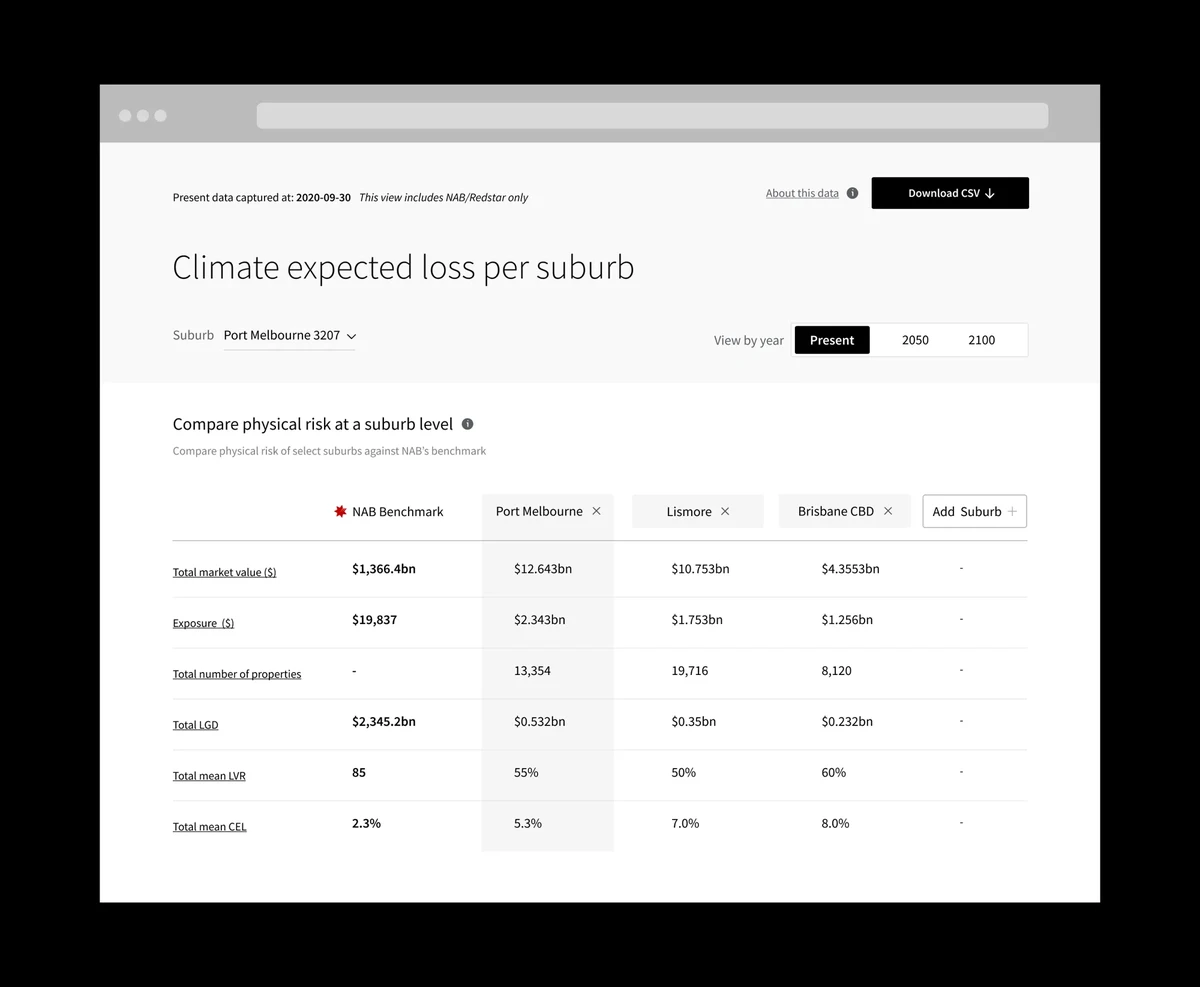 Present data captured at: 2020-09-30 This view includes NAB/Redstar only
About this data
Download CSV
Climate expected loss per suburb
Suburb Port Melbourne 3207
View by year Present 2050 2100
Compare physical risk at a suburb level
Compare physical risk of select suburbs against NAB's benchmark
NAB Benchmark Port Melbourne Lismore Brisbane CBD Add Suburb +
Total market value ($) $1,366.4bn $12.643bn $10.753bn $4.3553bn -
Exposure ($) $19,837 $2.343bn $1.753bn $1.256bn -
Total number of properties - 13,354 19,716 8,120 -
Total LGD $2,345.2bn $0.532bn $0.35bn $0.232bn -
Total mean LVR 85 55% 50% 60% -
Total mean CEL 2.3% 5.3% 7.0% 8.0% -